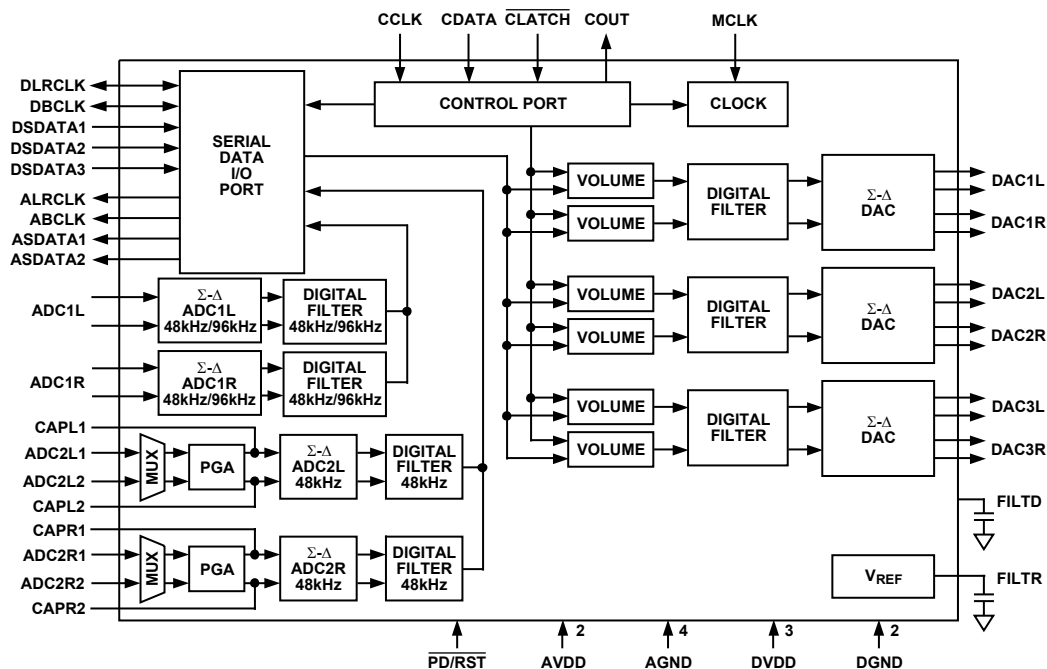 CCLK CDATA CLATCH COUT MCLK
DLRCLK
DBCLK
DSDATA1
DSDATA2
DSDATA3
ALRCLK
ABCLK
ASDATA1
ASDATA2
SERIAL
DATA
I/O
PORT
CONTROL PORT
CLOCK
VOLUME
VOLUME
DIGITAL
FILTER
Σ-Δ
DAC
DAC1L
DAC1R
VOLUME
VOLUME
DIGITAL
FILTER
Σ-Δ
DAC
DAC2L
DAC2R
VOLUME
VOLUME
DIGITAL
FILTER
Σ-Δ
DAC
DAC3L
DAC3R
ADC1L
Σ-Δ
ADC1L
48kHz/96kHz
DIGITAL
FILTER
48kHz/96kHz
ADC1R
Σ-Δ
ADC1R
48kHz/96kHz
DIGITAL
FILTER
48kHz/96kHz
CAPL1
ADC2L1
ADC2L2
CAPL2
MUX
PGA
Σ-Δ
ADC2L
48kHz
DIGITAL
FILTER
48kHz
CAPR1
ADC2R1
ADC2R2
CAPR2
MUX
PGA
Σ-Δ
ADC2R
48kHz
DIGITAL
FILTER
48kHz
FILTD
VREF
FILTR
2 4 3 2
PD/RST AVDD AGND DVDD DGND